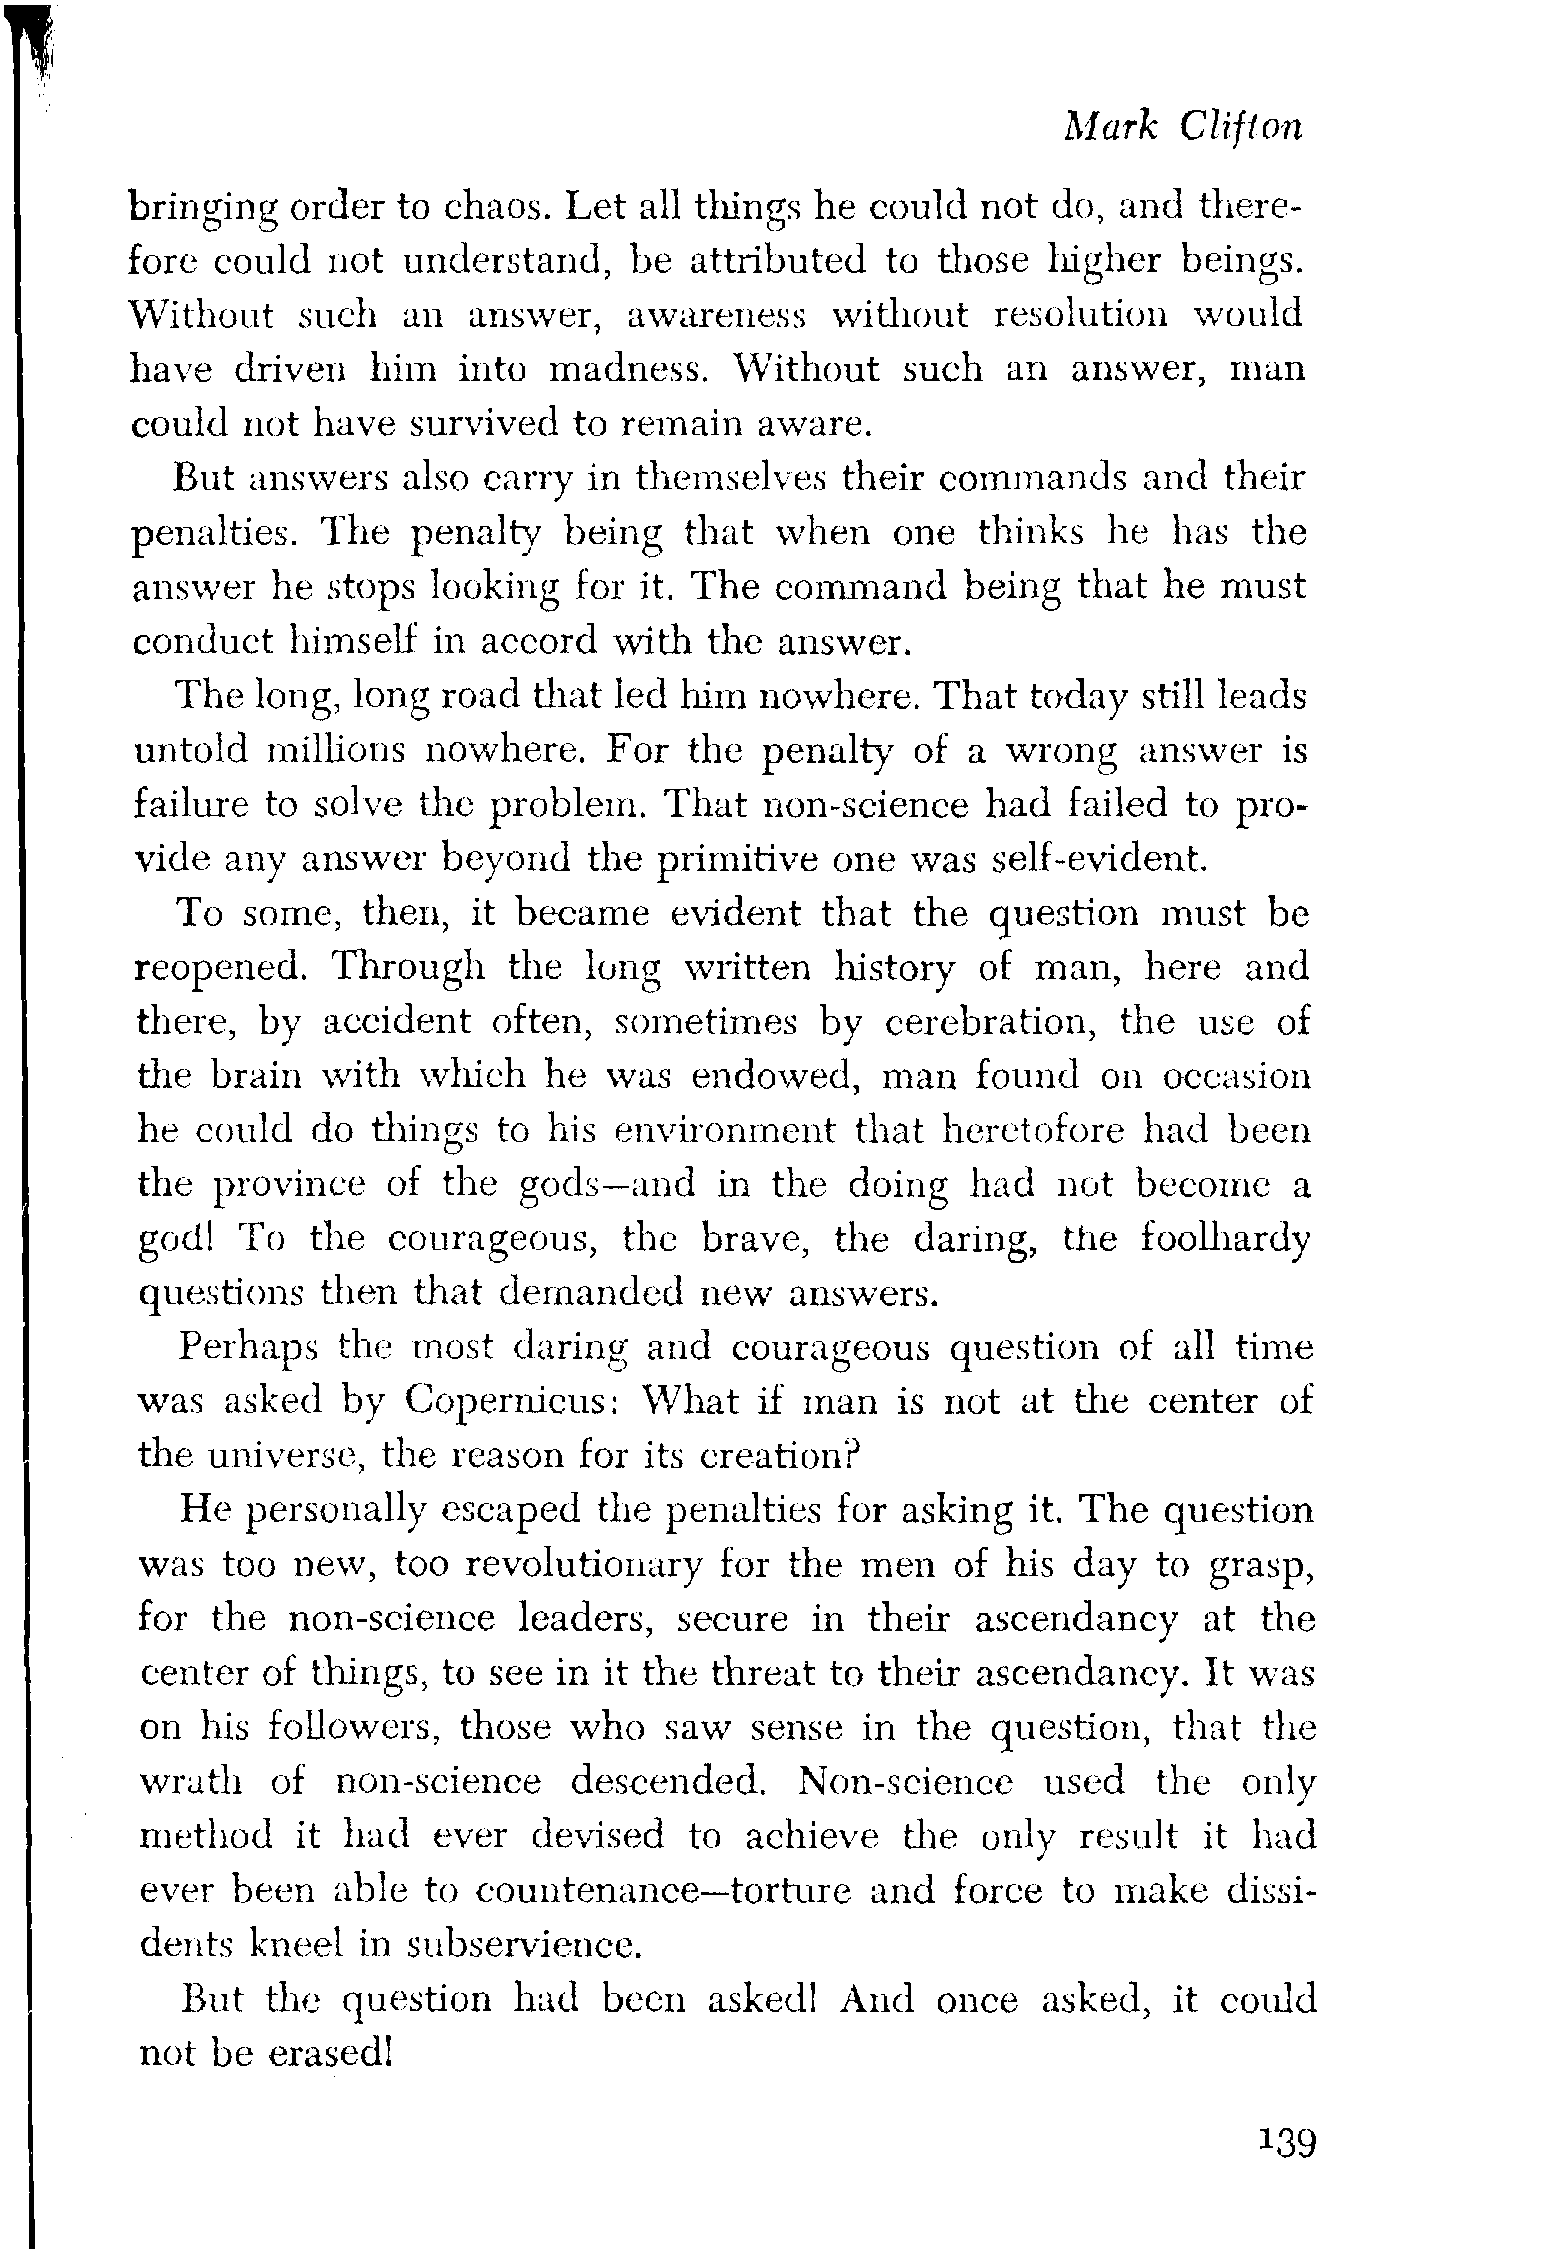 Mark Clifton
bringing order to chaos. Let all things he could not do, and there-
fore could not understand, be attributed to those higher beings.
Without such an answer, awareness without resolution would
have driven him into madness. Without such an answer, man
could not have survived to remain aware.
But answers also carry in themselves their commands and their
penalties. The penalty being that when one thinks he has the
answer he stops looking for it. The command being that he must
conduct himself in accord with the answer.
The long, long road that led him nowhere. That today still leads
untold millions nowhere. For the penalty of a wrong answer is
failure to solve the problem. That non-science had failed to pro-
vide any answer beyond the primitive one was self-evident.
To some, then, it became evident that the question must be
reopened. Through the long written history of man, here and
there, by accident often, sometimes by cerebration, the use of
the brain with which he was endowed, man found on occasion
he could do things to his environment that heretofore had been
the province of the gods—and in the doing had not become a
god! To the courageous, the brave, the daring, the foolhardy
questions then that demanded new answers.
Perhaps the most daring and courageous question of all time
was asked by Copernicus: What if man is not at the center of
the universe, the reason for its creation?
He personally escaped the penalties for asking it. The question
was too new, too revolutionary for the men of his day to grasp,
for the non-science leaders, secure in their ascendancy at the
center of things, to see in it the threat to their ascendancy. It was
on his followers, those who saw sense in the question, that the
wrath of non-science descended. Non-science used the only
method it had ever devised to achieve the only result it had
ever been able to countenance—torture and force to make dissi-
dents kneel in subservience.
But the question had been asked! And once asked, it could
not be erased!
139